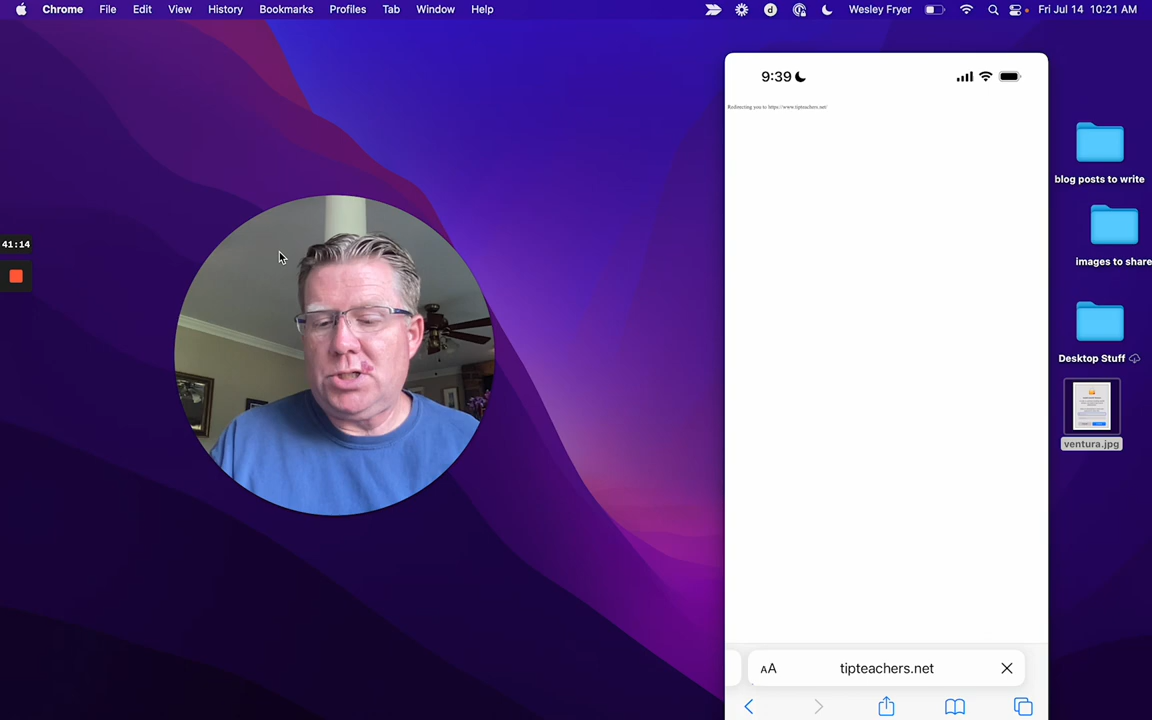 Chrome File Edit View History Bookmarks Profiles Tab Window Help
d
Wesley Fryer
Fri Jul 14 10:21 AM
9:39
Redirecting you to https://www.tipteachers.net/
blog posts to write
images to share
41:14
Desktop Stuff
ventura.jpg
AA
tipteachers.net